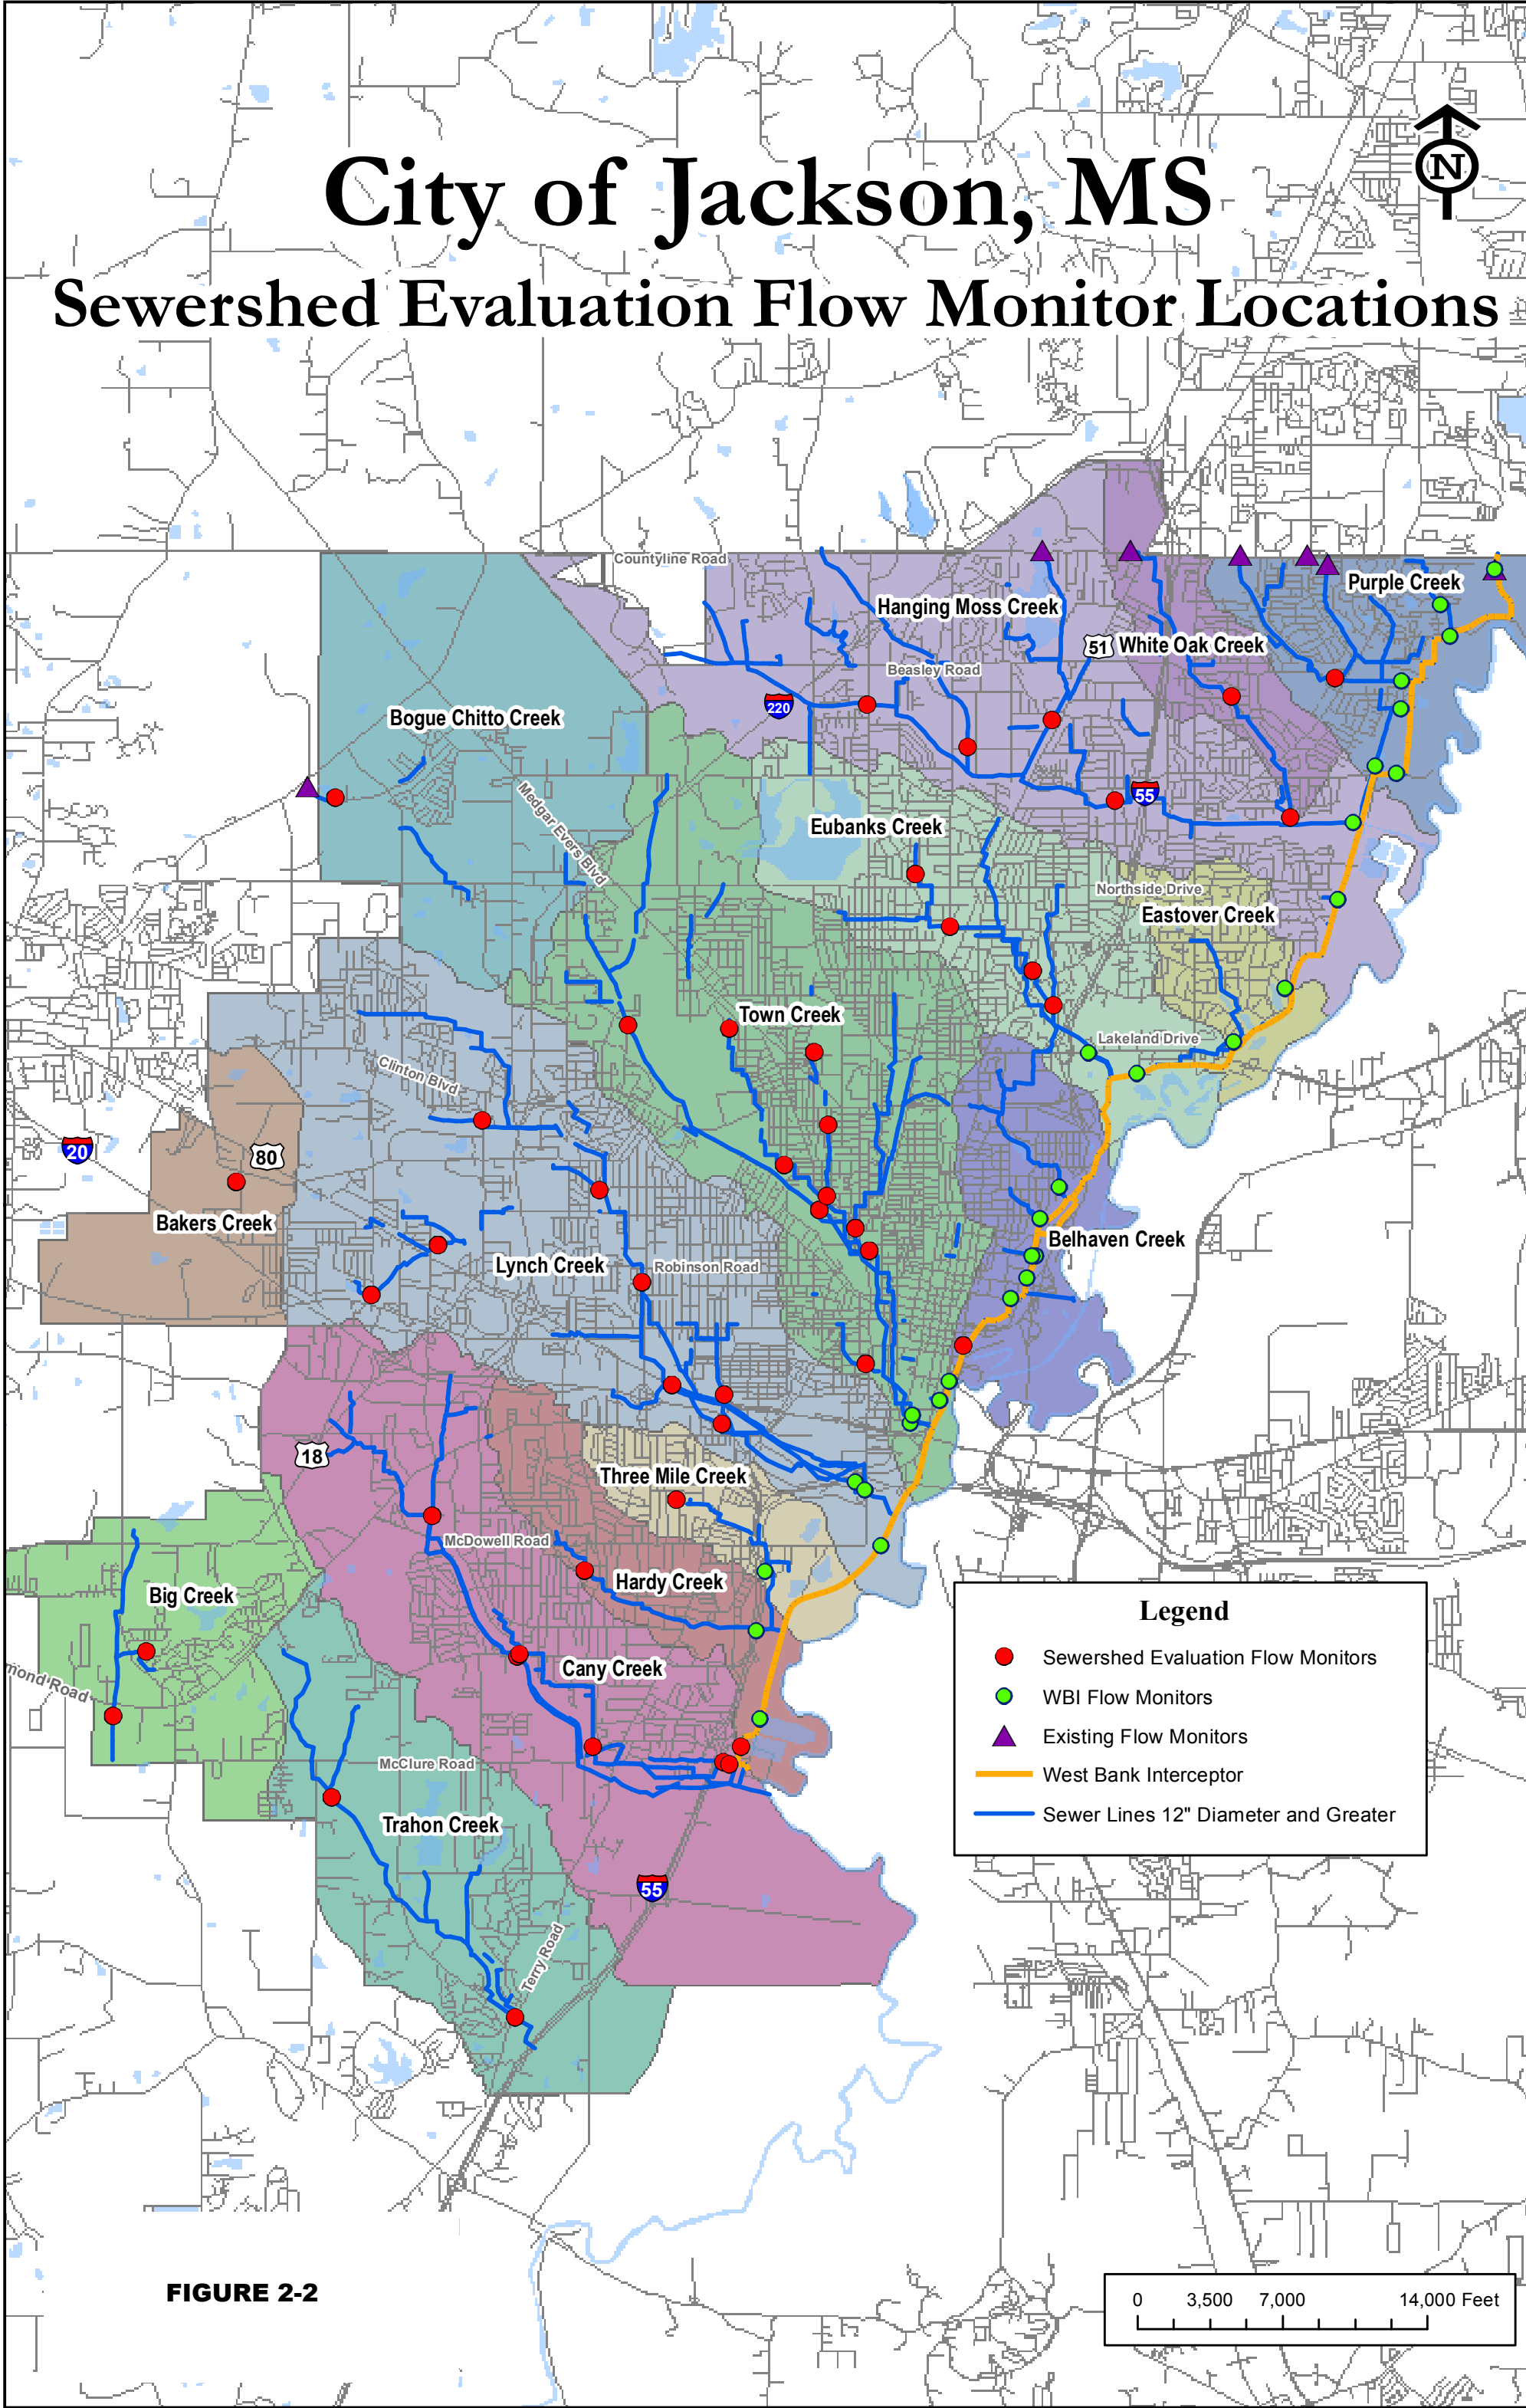 City of Jackson, MS
N
Sewershed Evaluation Flow Monitor Locations
Countyline Road
Purple Creek
Hanging Moss Creek
51
White Oak Creek
Beasley Road
220
Bogue Chitto Creek
Medgar Evers Blvd
55
Eubanks Creek
Northside Drive
Eastover Creek
Town Creek
Lakeland Drive
Clinton Blvd
20
80
Bakers Creek
Belhaven Creek
Lynch Creek
Robinson Road
18
Three Mile Creek
McDowell Road
Hardy Creek
Big Creek
Cany Creek
mond Road
McClure Road
Trahon Creek
55
Terry Road
Legend
Sewershed Evaluation Flow Monitors
WBI Flow Monitors
Existing Flow Monitors
West Bank Interceptor
Sewer Lines 12" Diameter and Greater
FIGURE 2-2
0 3,500 7,000 14,000 Feet